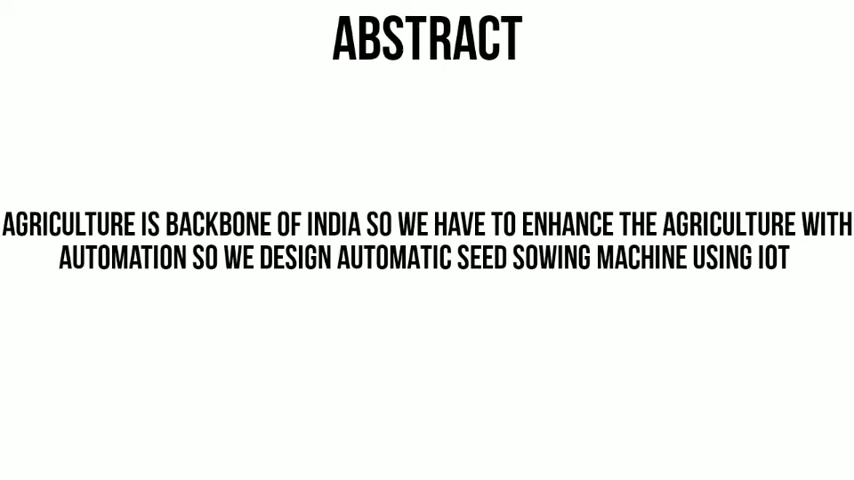 ABSTRACT
AGRICULTURE IS BACKBONE OF INDIA SO WE HAVE TO ENHANCE THE AGRICULTURE WITH
AUTOMATION SO WE DESIGN AUTOMATIC SEED SOWING MACHINE USING IOT